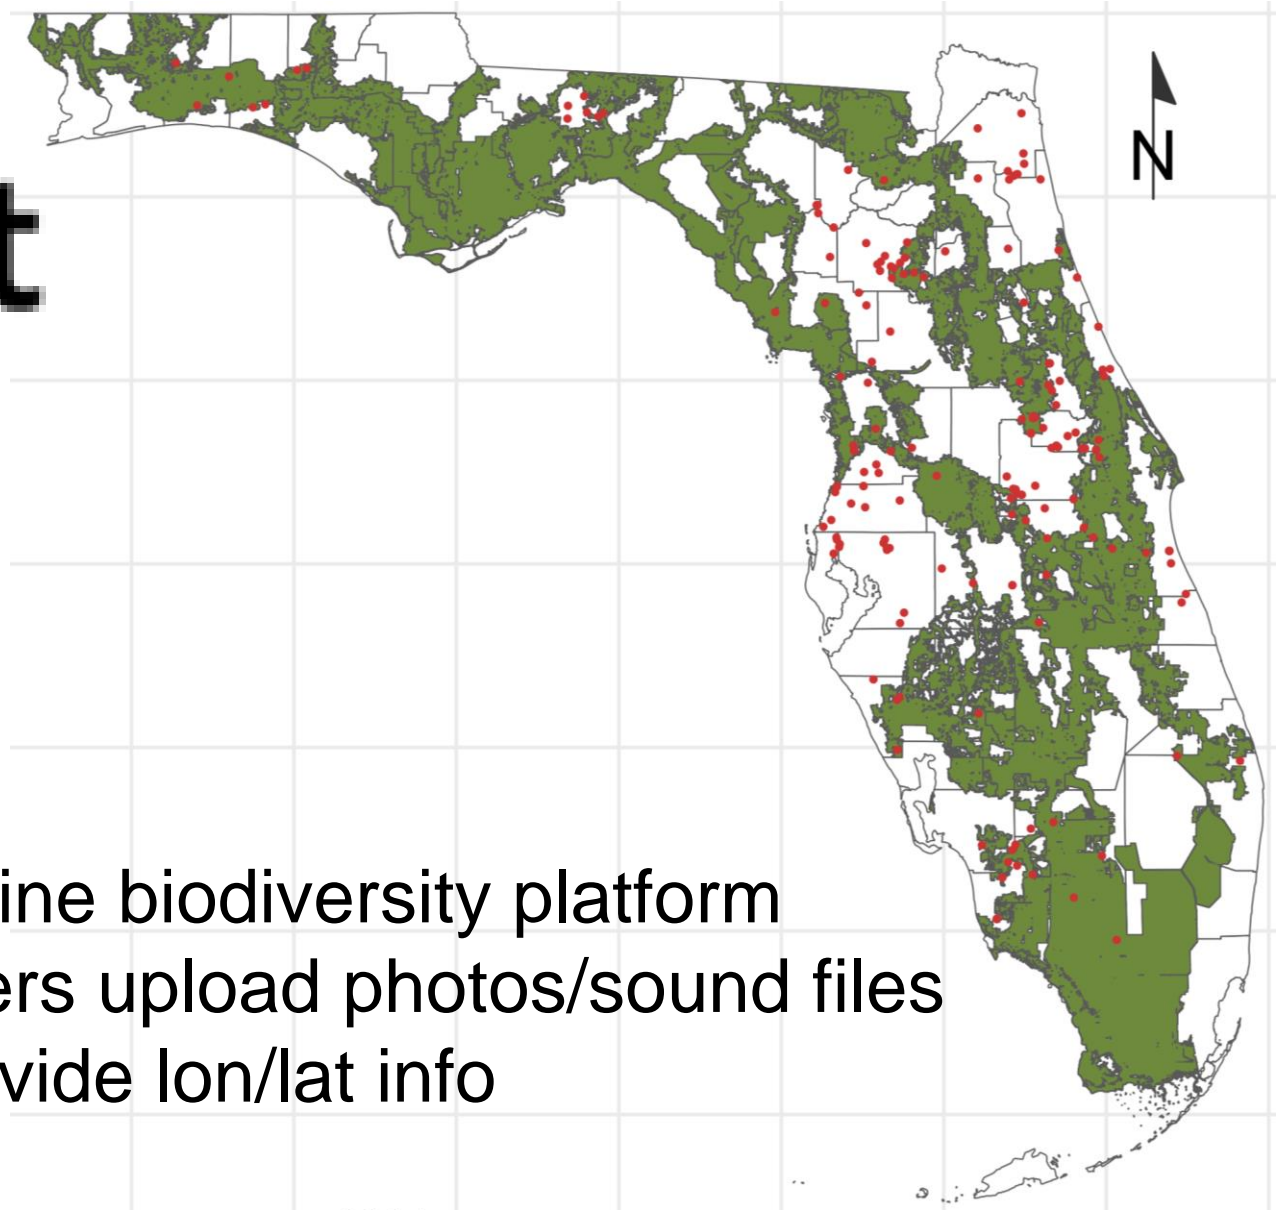 t
N
ine biodiversity platform
ers upload photos/sound files
vide lon/lat info